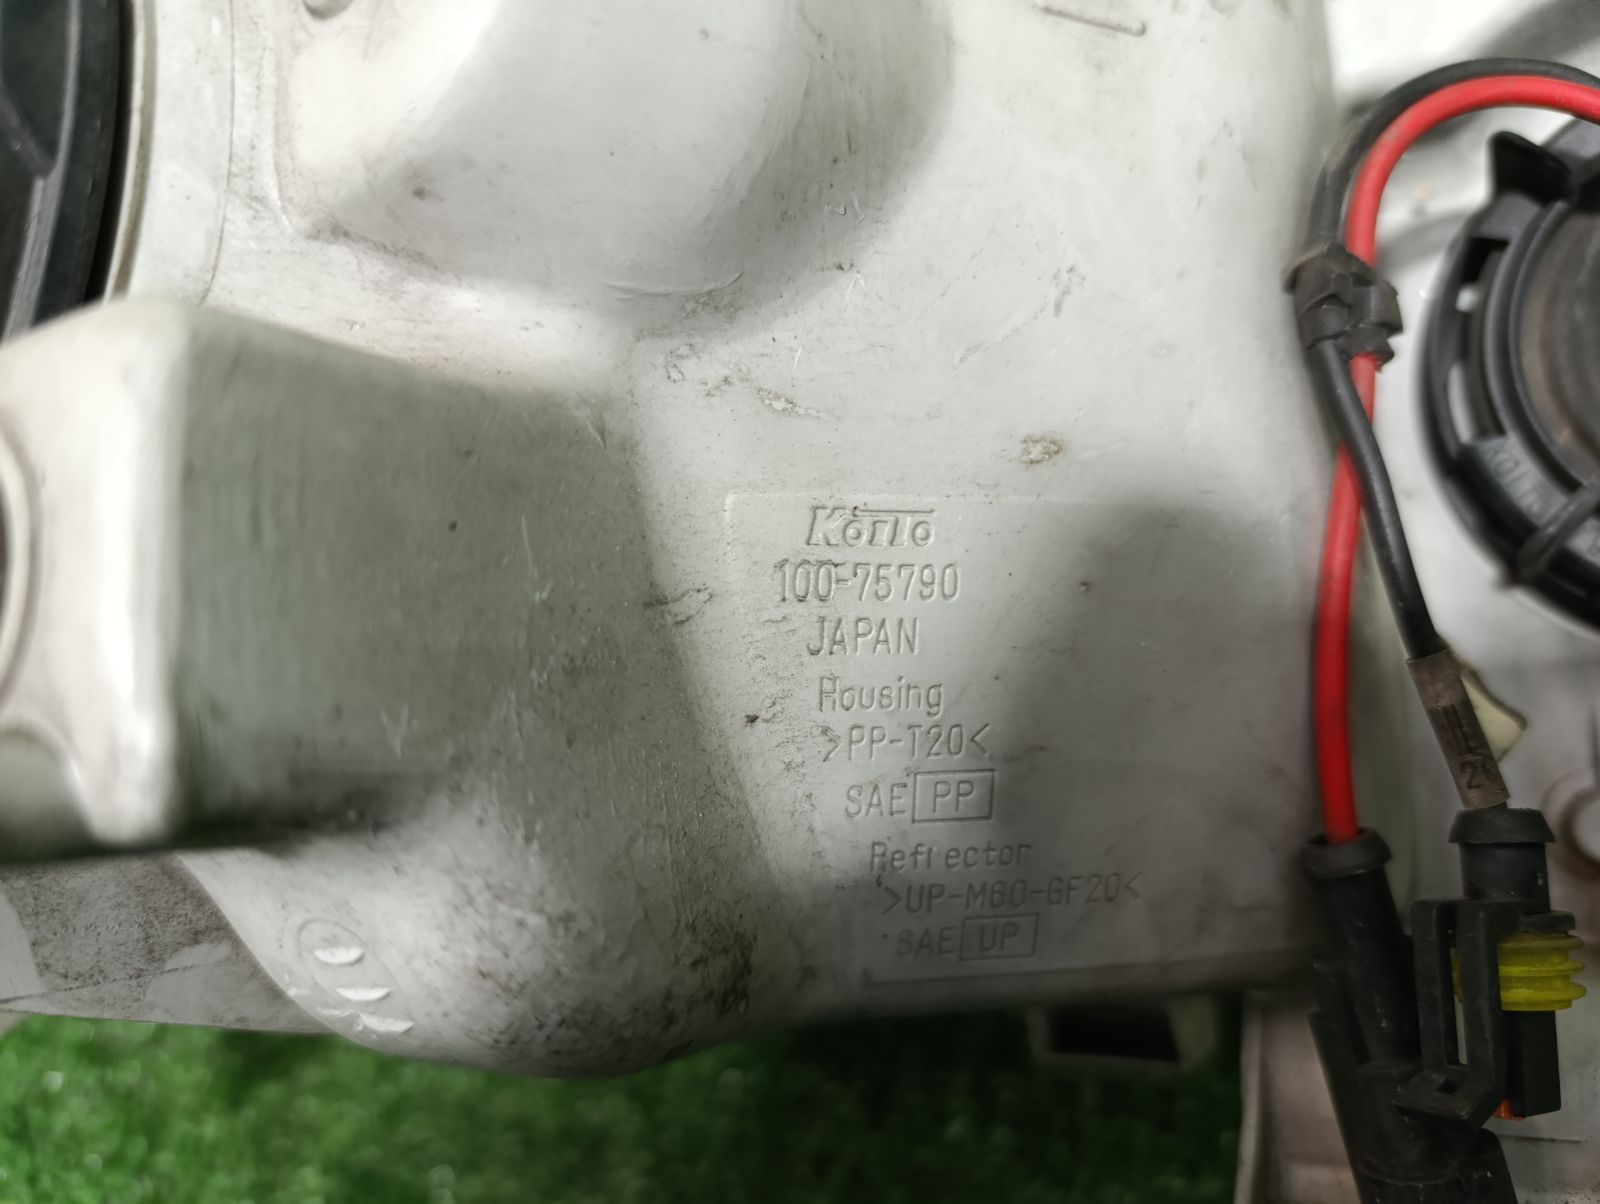 KOITO
100-75790
JAPAN
Housing
>PP-T20<
SAE PP
Reflector
>UP-M60-GF20<
SAE UP